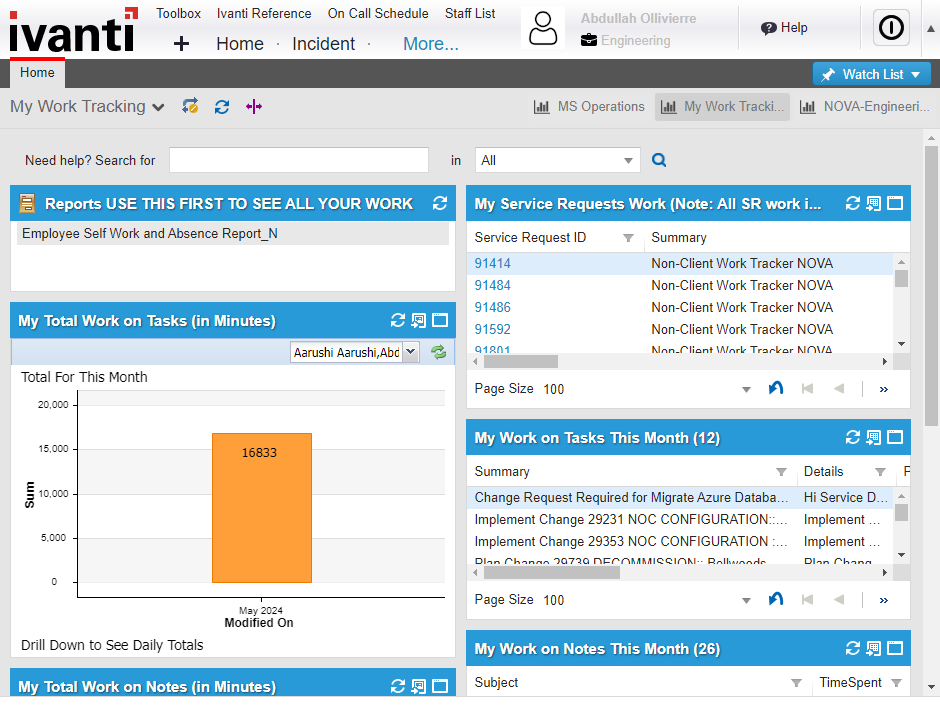 ivanti
Toolbox Ivanti Reference On Call Schedule Staff List
+ Home · Incident · More...
Abdullah Ollivierre
Engineering
Help
Home
Watch List
My Work Tracking
MS Operations
My Work Tracki...
NOVA-Engineeri...
Need help? Search for
in
All
Reports USE THIS FIRST TO SEE ALL YOUR WORK
Employee Self Work and Absence Report_N
My Total Work on Tasks (in Minutes)
Aarushi Aarushi,Abd
Total For This Month
20,000
15,000
10,000
5,000
0
Sum
16833
May 2024
Modified On
Drill Down to See Daily Totals
My Total Work on Notes (in Minutes)
My Service Requests Work (Note: All SR work i...
Service Request ID Summary
91414 Non-Client Work Tracker NOVA
91484 Non-Client Work Tracker NOVA
91486 Non-Client Work Tracker NOVA
91592 Non-Client Work Tracker NOVA
91801 Non-Client Work Tracker NOVA
Page Size 100 »
My Work on Tasks This Month (12)
Summary Details P
Change Request Required for Migrate Azure Databa... Hi Service D...
Implement Change 29231 NOC CONFIGURATION::... Implement ...
Implement Change 29353 NOC CONFIGURATION :... Implement ...
Plan Change 29739 DECOMMISSION:: Bellwoods Plan Chang
Page Size 100 »
My Work on Notes This Month (26)
Subject TimeSpent